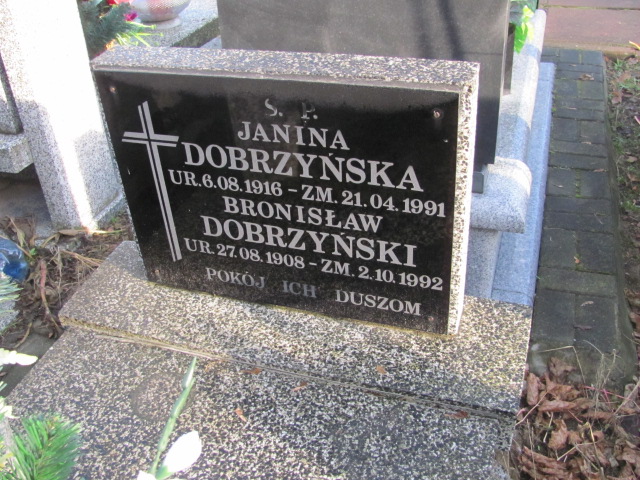 Ś. P.
JANINA
DOBRZYŃSKA
UR. 6.08.1916 – ZM. 21.04.1991
BRONISŁAW
DOBRZYŃSKI
UR. 27.08.1908 – ZM. 2.10.1992
POKÓJ ICH DUSZOM